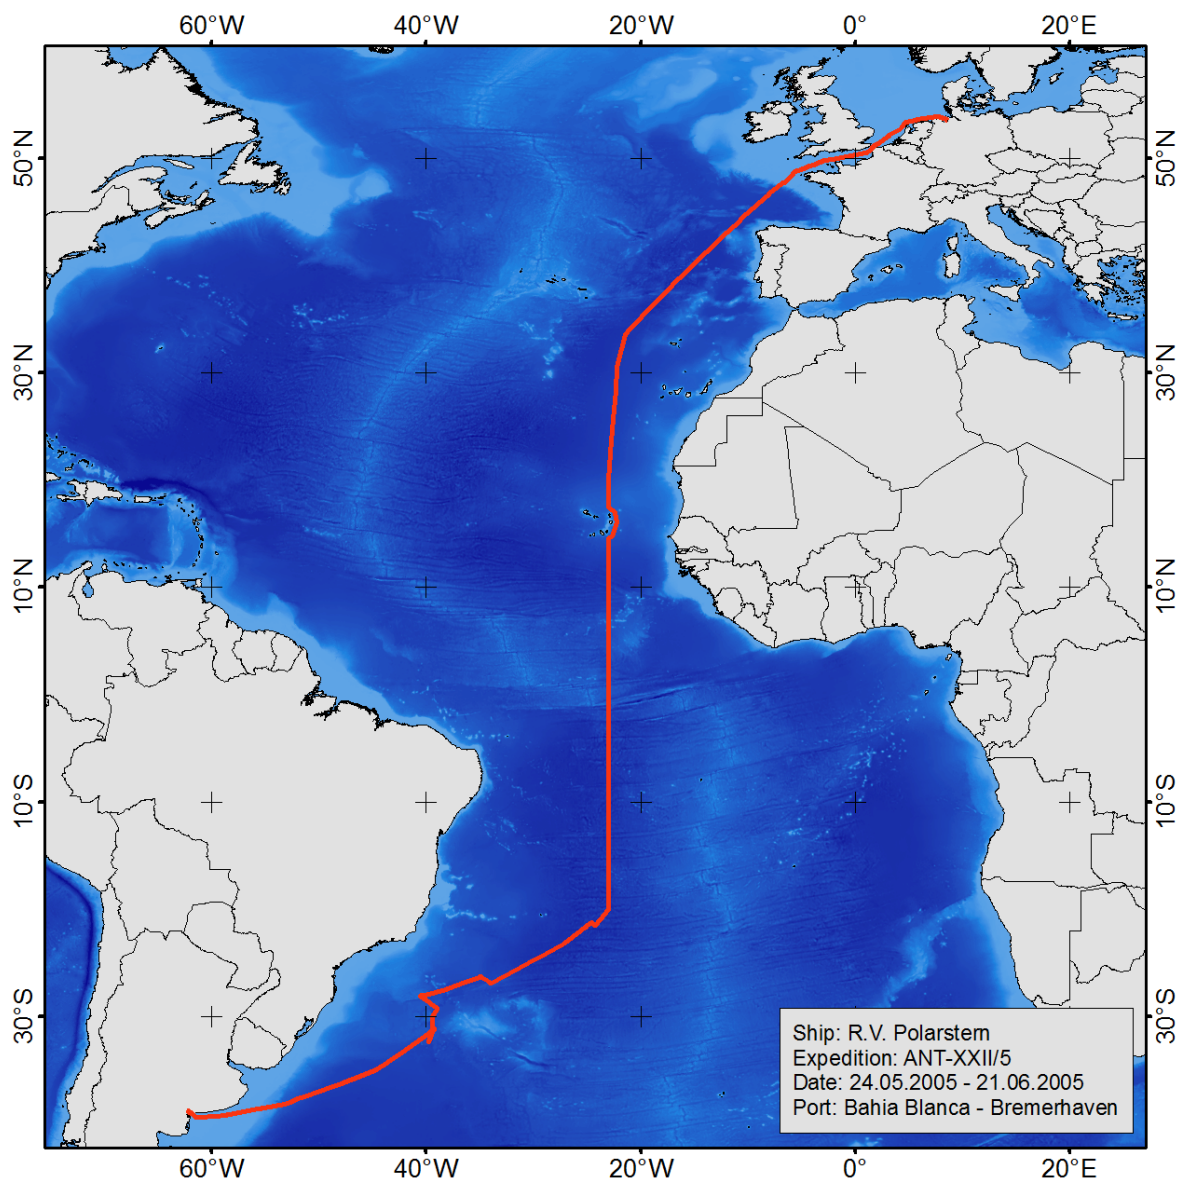 60°W 40°W 20°W 0° 20°E
50°N 50°N
30°N 30°N
10°N 10°N
10°S 10°S
30°S 30°S
Ship: R.V. Polarstern
Expedition: ANT-XXII/5
Date: 24.05.2005 - 21.06.2005
Port: Bahia Blanca - Bremerhaven
60°W 40°W 20°W 0° 20°E